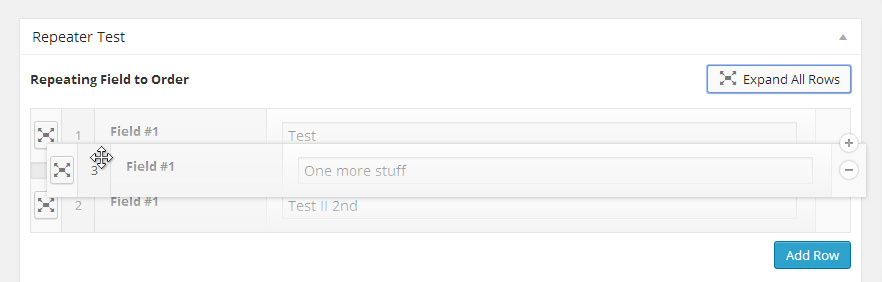 Repeater Test
Repeating Field to Order
Expand All Rows
1 Field #1 Test
3 Field #1 One more stuff
2 Field #1 Test II 2nd
Add Row